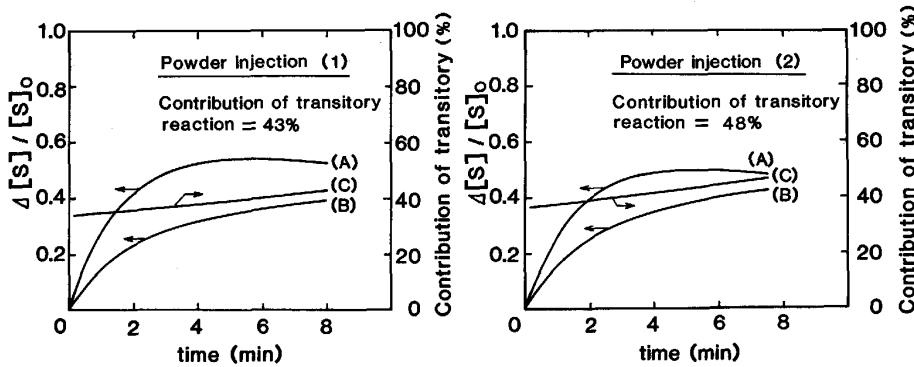 1.0
0.8
0.6
0.4
0.2
0
Δ[S]/[S]o
Powder Injection (1)
Contribution of transitory
reaction = 43%
(A)
(C)
(B)
100
80
60
40
20
0
Contribution of transitory (%)
0 2 4 6 8
time (min)
1.0
0.8
0.6
0.4
0.2
Δ[S]/[S]o
Powder injection (2)
Contribution of transitory
reaction = 48%
(A)
(C)
(B)
100
80
60
40
20
0
Contribution of transitory (%)
0 2 4 6 8
time (min)